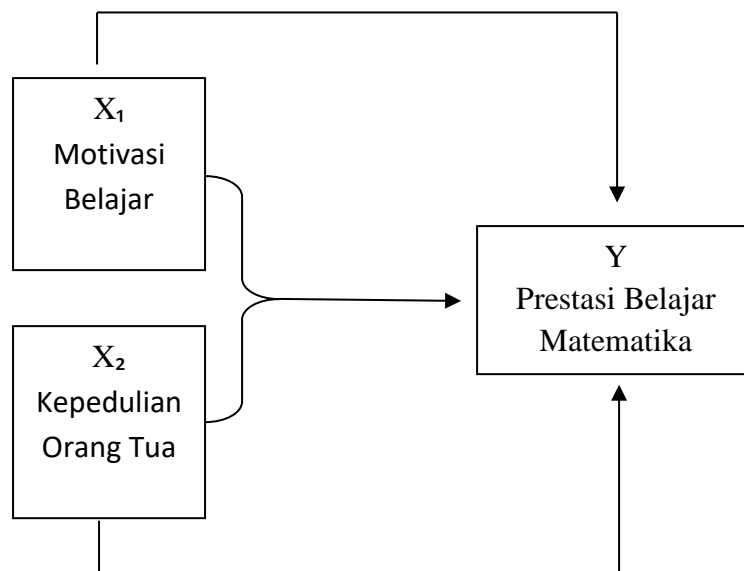 X₁
Motivasi
Belajar
Y
Prestasi Belajar
Matematika
X₂
Kepedulian
Orang Tua